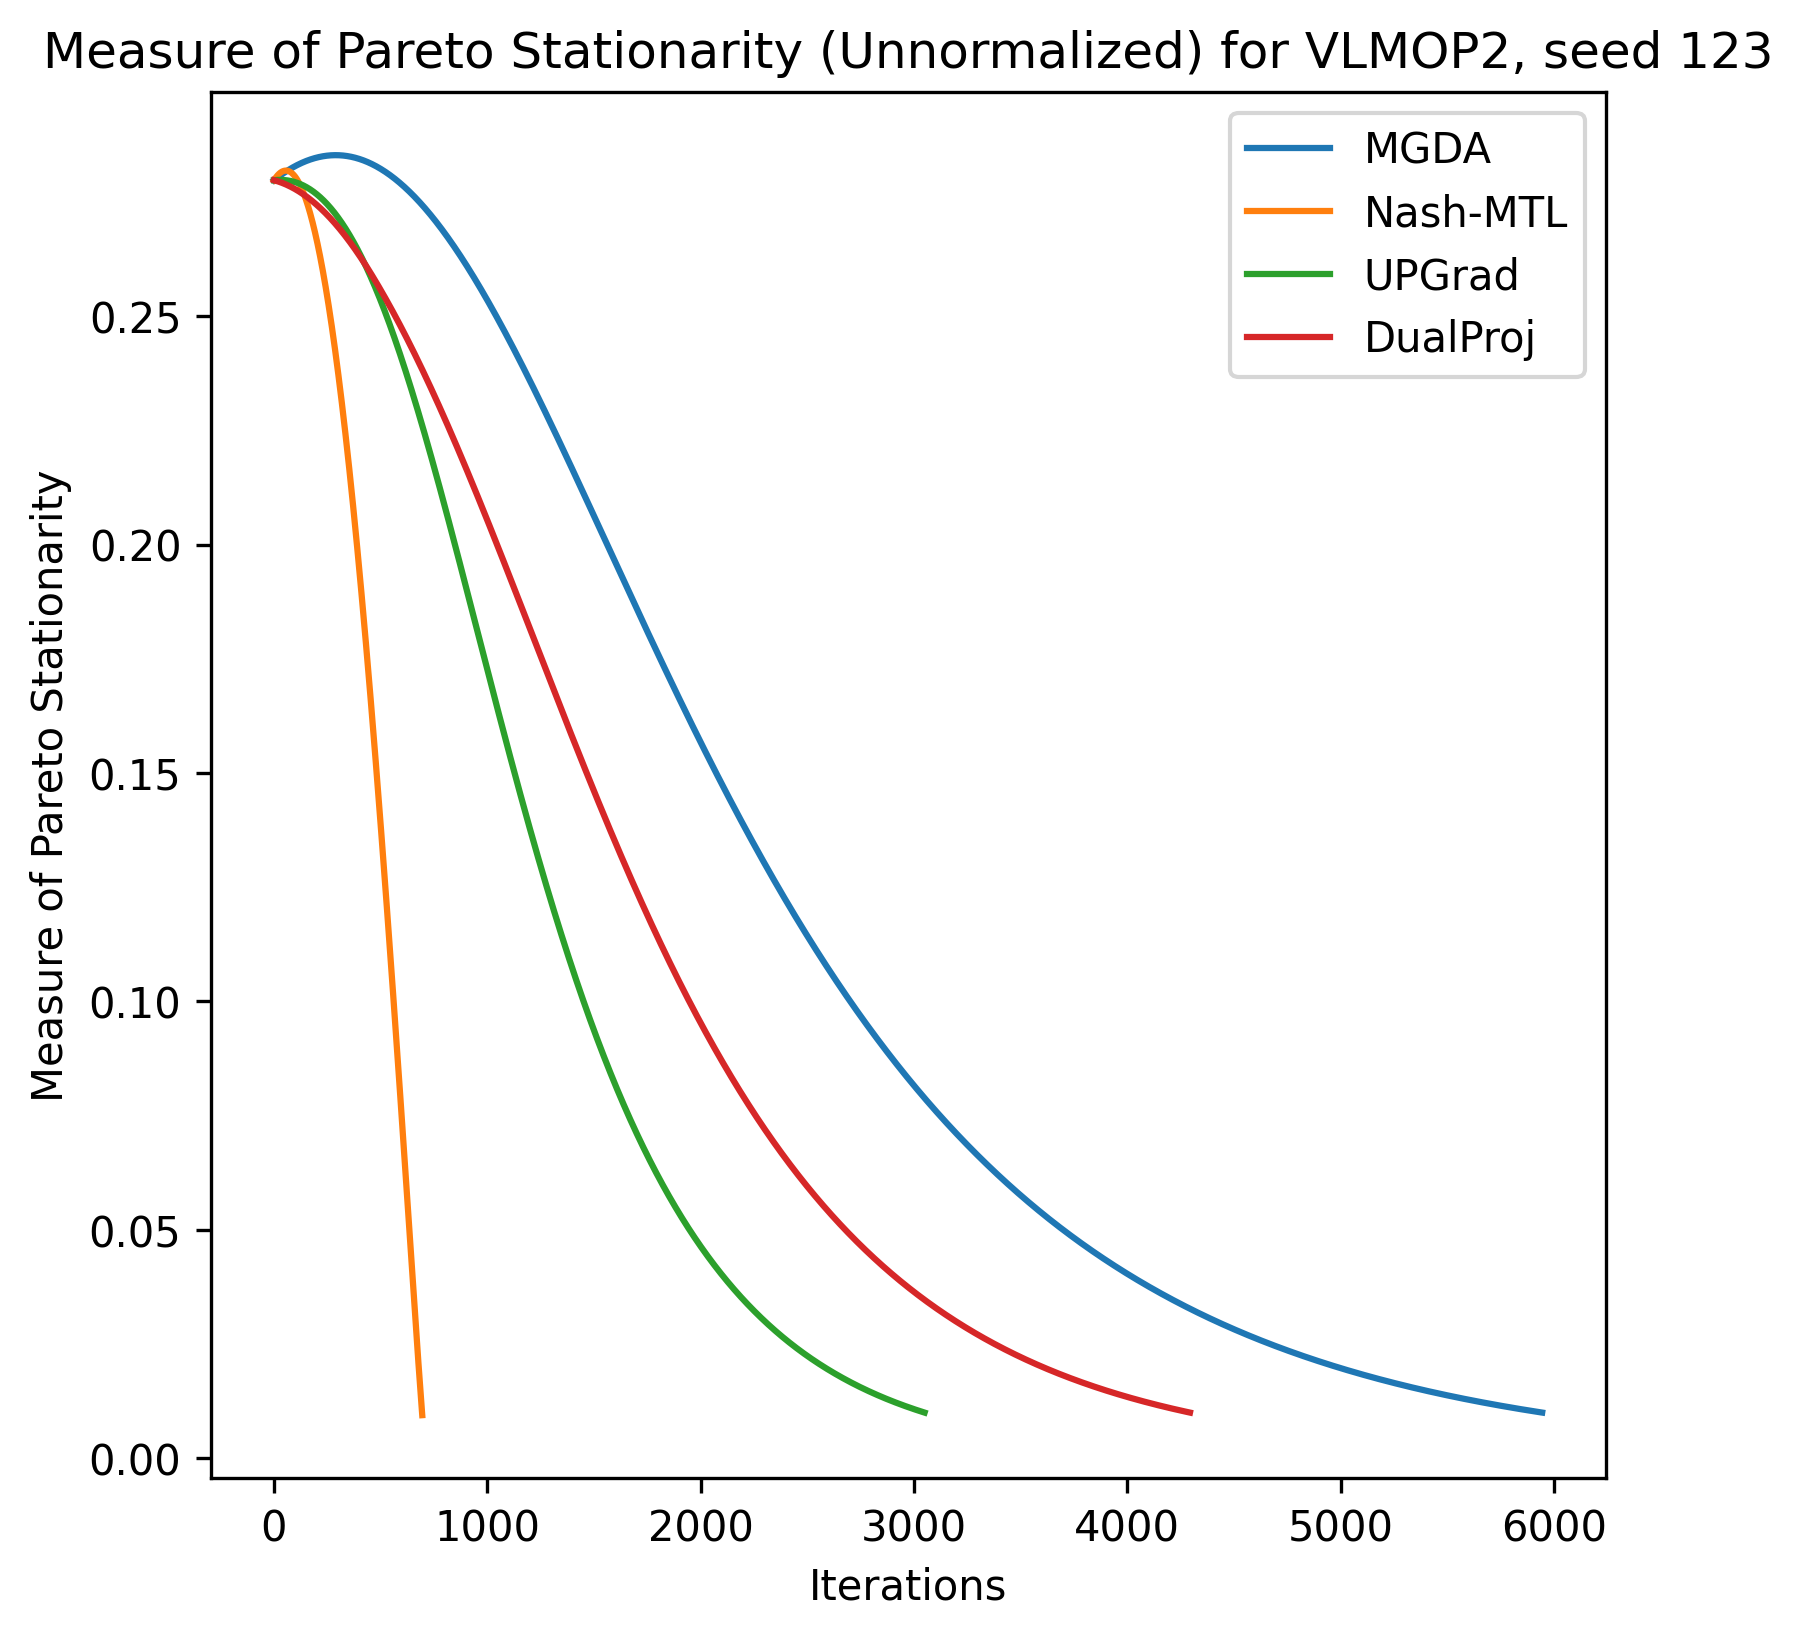 Measure of Pareto Stationarity (Unnormalized) for VLMOP2, seed 123
MGDA
Nash-MTL
UPGrad
DualProj
Measure of Pareto Stationarity
0.25
0.20
0.15
0.10
0.05
0.00
0 1000 2000 3000 4000 5000 6000
Iterations